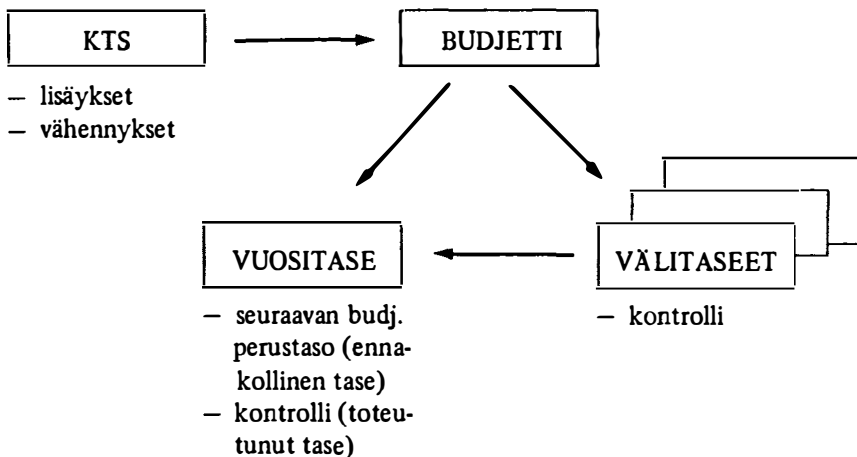 KTS
BUDJETTI
– lisäykset
– vähennykset
VUOSITASE
VÄLITASEET
– seuraavan budj.
perustaso (enna-
kollinen tase)
– kontrolli (toteu-
tunut tase)
– kontrolli